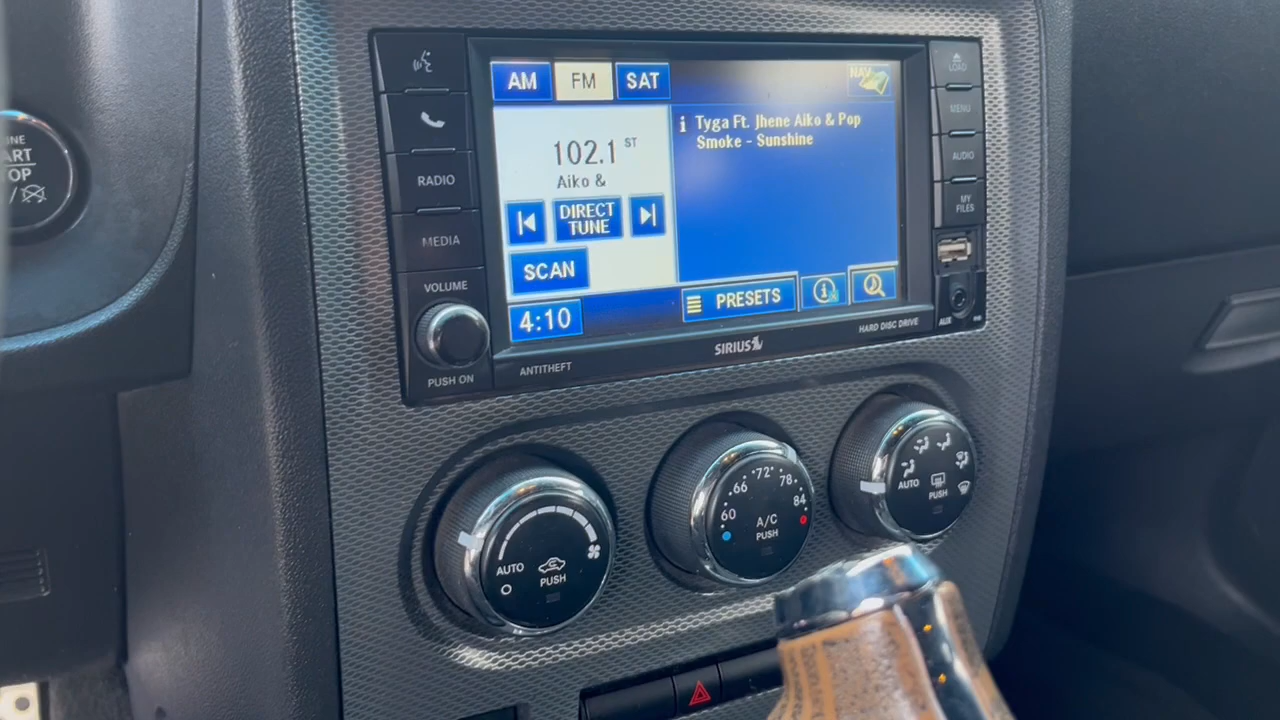 AM FM SAT
NAV
LOAD
MENU
AUDIO
MY
FILES
RADIO
MEDIA
VOLUME
PUSH ON
102.1 ST
Aiko &
DIRECT
TUNE
SCAN
4:10
i Tyga Ft. Jhene Aiko & Pop
Smoke - Sunshine
PRESETS
i
ANTITHEFT
SIRIUS
HARD DISC DRIVE
AUX
AUTO
O
PUSH
60 66 72 78 84
A/C
PUSH
AUTO
PUSH